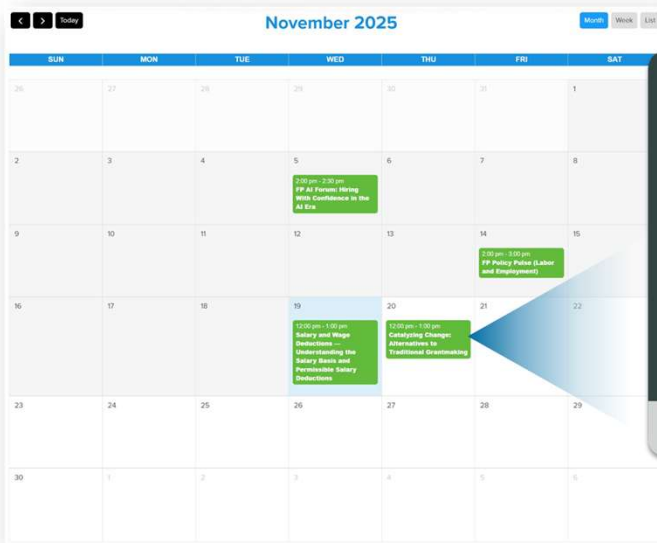 Today
November 2025
Month Week List
SUN MON TUE WED THU FRI SAT
26 27 28 29 30 31 1
2 3 4 5 6 7 8
2:00 pm - 2:30 pm
FP AI Forum: Hiring
With Confidence in the
AI Era
9 10 11 12 13 14 15
2:00 pm - 3:00 pm
FP Policy Pulse (Labor
and Employment)
16 17 18 19 20 21 22
12:00 pm - 1:00 pm
Salary and Wage
Deductions —
Understanding the
Salary Basis and
Permissible Salary
Deductions
12:00 pm - 1:00 pm
Catalyzing Change:
Alternatives to
Traditional Grantmaking
23 24 25 26 27 28 29
30 1 2 3 4 5 6